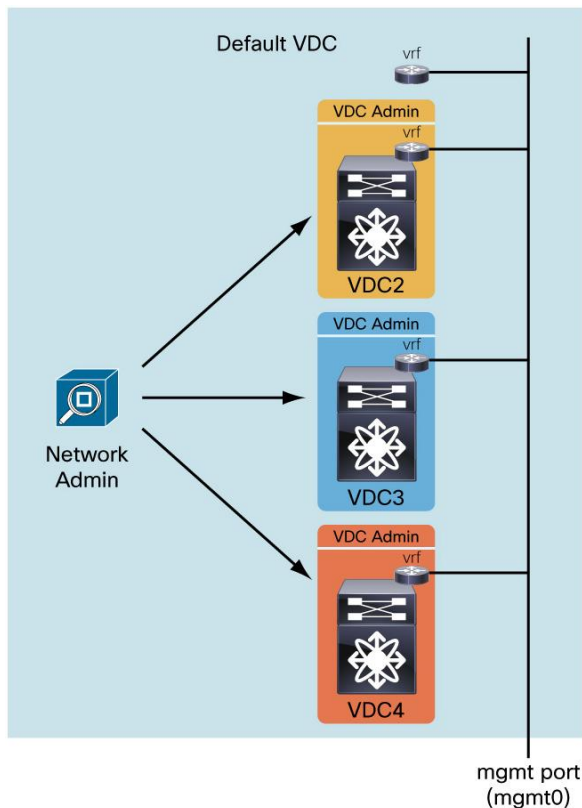 Default VDC
vrf
VDC Admin
vrf
VDC2
VDC Admin
vrf
VDC3
Network
Admin
VDC Admin
vrf
VDC4
mgmt port
(mgmt0)